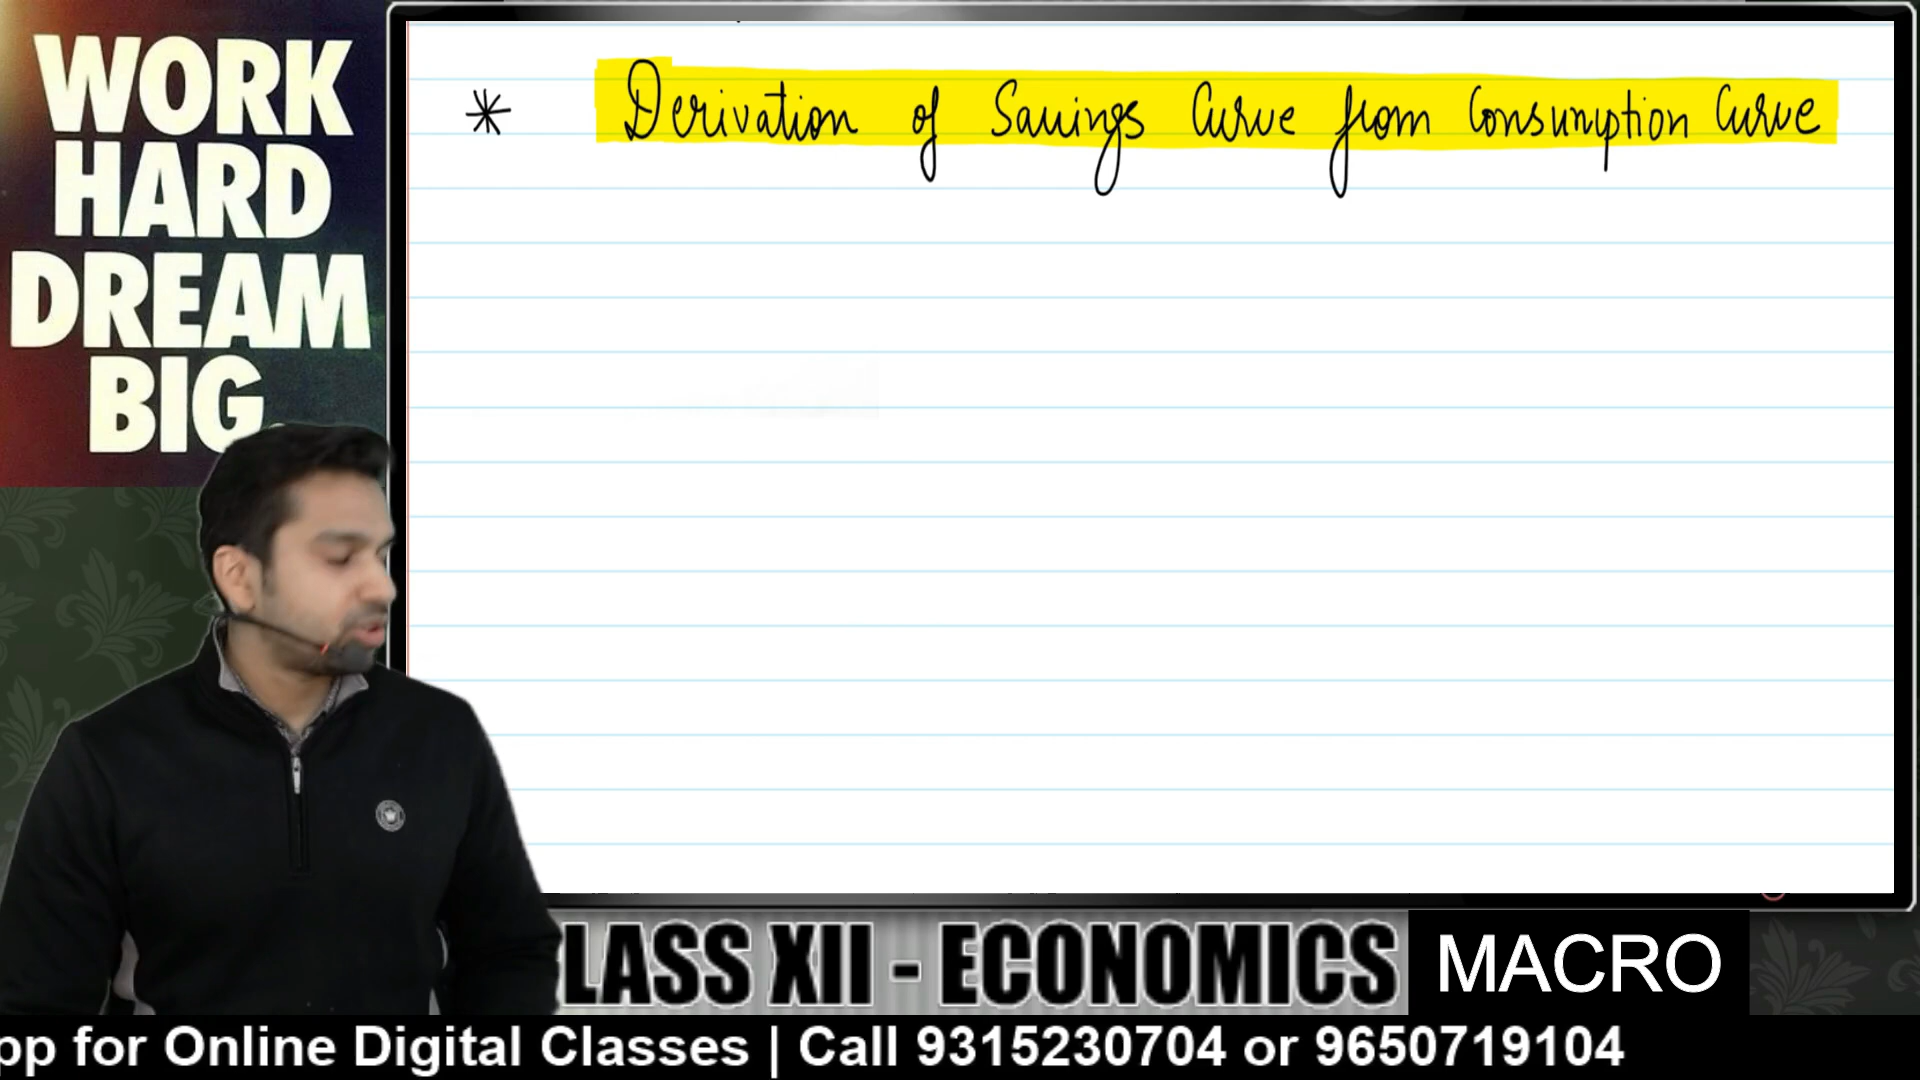 WORK
HARD
DREAM
BIG.
* Derivation of Savings Curve from Consumption Curve
LASS XII - ECONOMICS
MACRO
pp for Online Digital Classes | Call 9315230704 or 9650719104